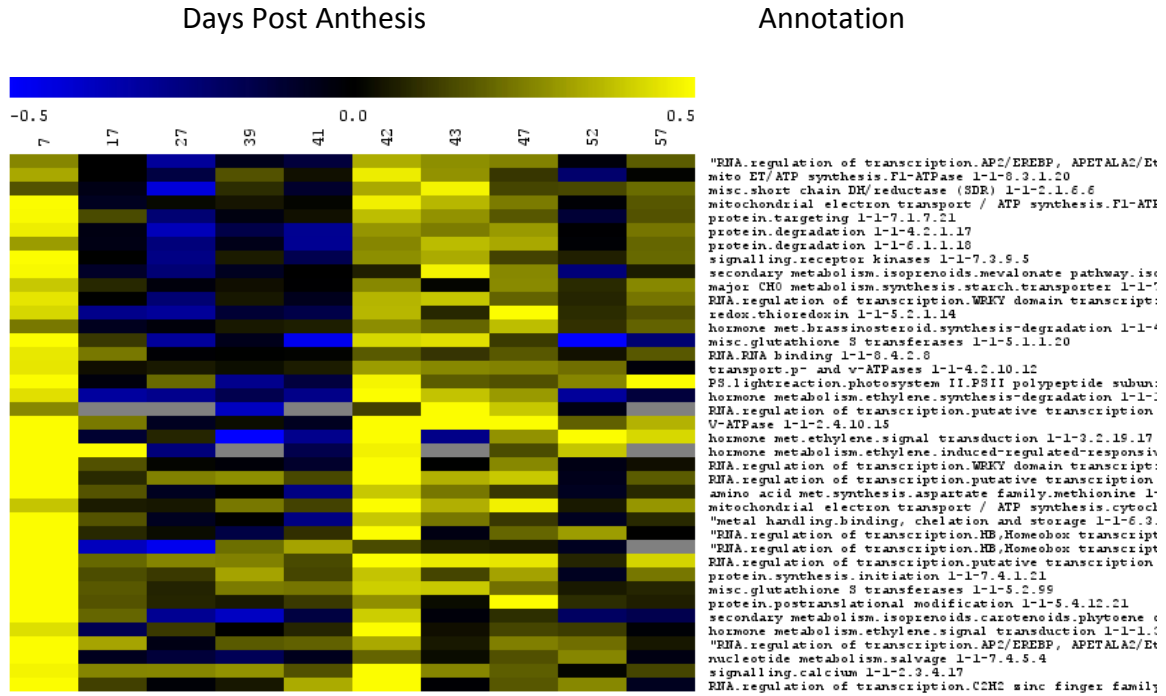 Days Post Anthesis
Annotation
-0.5 0.0 0.5
7 17 27 39 41 42 43 47 52 57
"RNA.regulation of transcription.AP2/EREBP, APETALA2/Et
mito ET/ATP synthesis.F1-ATPase 1-1-8.3.1.20
misc.short chain DH/reductase (SDR) 1-1-2.1.6.6
mitochondrial electron transport / ATP synthesis.F1-ATP
protein.targeting 1-1-7.1.7.21
protein.degradation 1-1-4.2.1.17
protein.degradation 1-1-6.1.1.18
signalling.receptor kinases 1-1-7.3.9.5
secondary metabolism.isoprenoids.mevalonate pathway.iso
major CHO metabolism.synthesis.starch.transporter 1-1-7
RNA.regulation of transcription.WRKY domain transcripti
redox.thioredoxin 1-1-5.2.1.14
hormone met.brassinosteroid.synthesis-degradation 1-1-4
misc.glutathione S transferases 1-1-5.1.1.20
RNA.RNA binding 1-1-8.4.2.8
transport.p- and v-ATPases 1-1-4.2.10.12
PS.lightreaction.photosystem II.PSII polypeptide subuni
hormone metabolism.ethylene.synthesis-degradation 1-1-1
RNA.regulation of transcription.putative transcription
V-ATPase 1-1-2.4.10.15
hormone met.ethylene.signal transduction 1-1-3.2.19.17
hormone metabolism.ethylene.induced-regulated-responsiv
RNA.regulation of transcription.WRKY domain transcripti
RNA.regulation of transcription.putative transcription
amino acid met.synthesis.aspartate family.methionine 1-
mitochondrial electron transport / ATP synthesis.cytoch
"metal handling.binding, chelation and storage 1-1-6.3.
"RNA.regulation of transcription.HB,Homeobox transcript
"RNA.regulation of transcription.HB,Homeobox transcript
RNA.regulation of transcription.putative transcription
protein.synthesis.initiation 1-1-7.4.1.21
misc.glutathione S transferases 1-1-5.2.99
protein.postranslational modification 1-1-5.4.12.21
secondary metabolism.isoprenoids.carotenoids.phytoene d
hormone metabolism.ethylene.signal transduction 1-1-1.3
"RNA.regulation of transcription.AP2/EREBP, APETALA2/Et
nucleotide metabolism.salvage 1-1-7.4.5.4
signalling.calcium 1-1-2.3.4.17
RNA.regulation of transcription.C2H2 zinc finger family